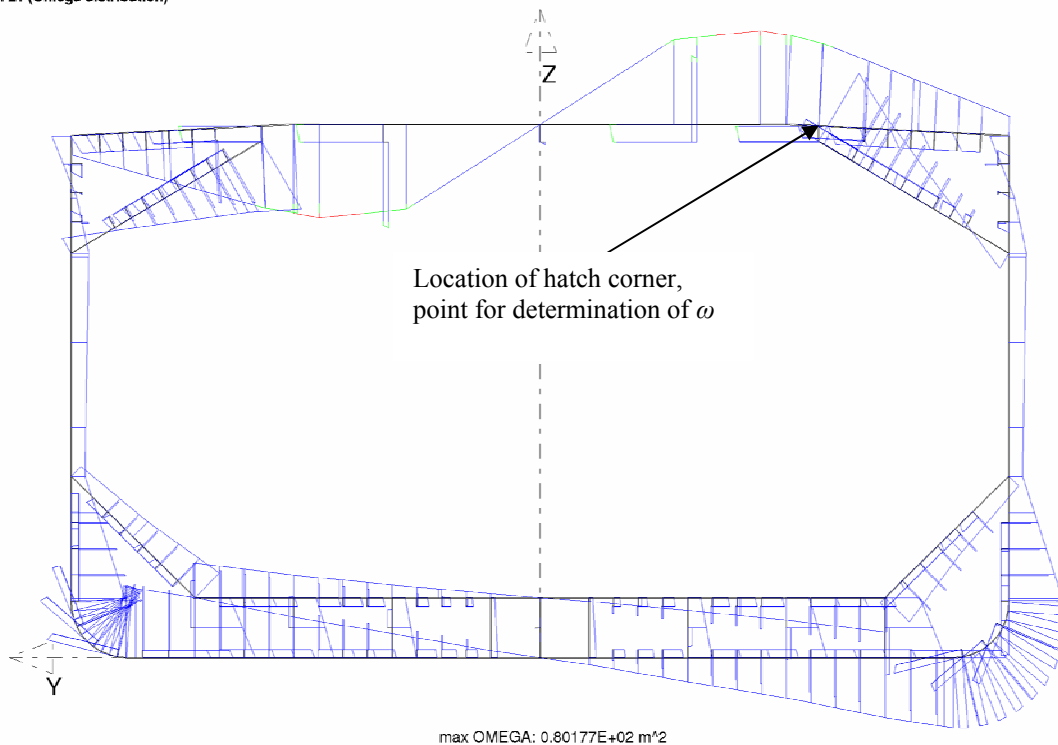 Z
Location of hatch corner,
point for determination of ω
Y
max OMEGA: 0.80177E+02 m^2